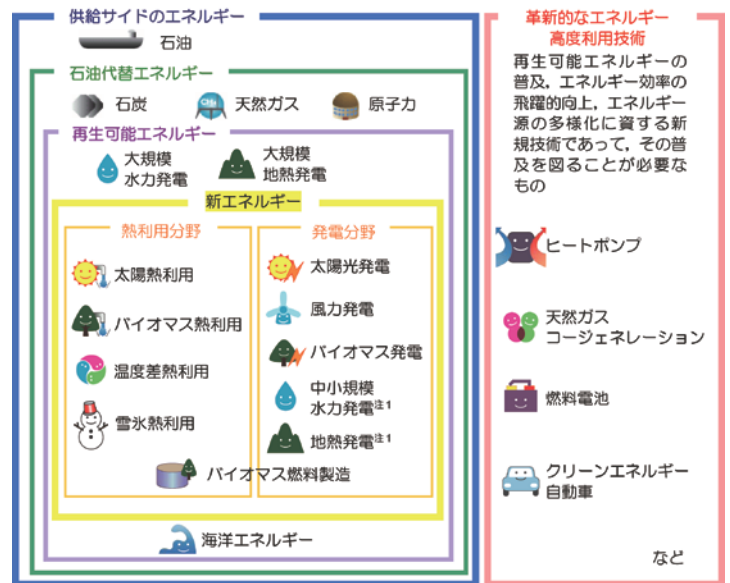 供給サイドのエネルギー
石油
石油代替エネルギー
石炭
CH4
天然ガス
原子力
再生可能エネルギー
大規模
水力発電
大規模
地熱発電
新エネルギー
熱利用分野
太陽熱利用
バイオマス熱利用
温度差熱利用
雪氷熱利用
発電分野
太陽光発電
風力発電
バイオマス発電
中小規模
水力発電注1
地熱発電注1
バイオマス燃料製造
海洋エネルギー
革新的なエネルギー
高度利用技術
再生可能エネルギーの
普及，エネルギー効率の
飛躍的向上，エネルギー
源の多様化に資する新
規技術であって，その普
及を図ることが必要な
もの
ヒートポンプ
天然ガス
コージェネレーション
燃料電池
クリーンエネルギー
自動車
など